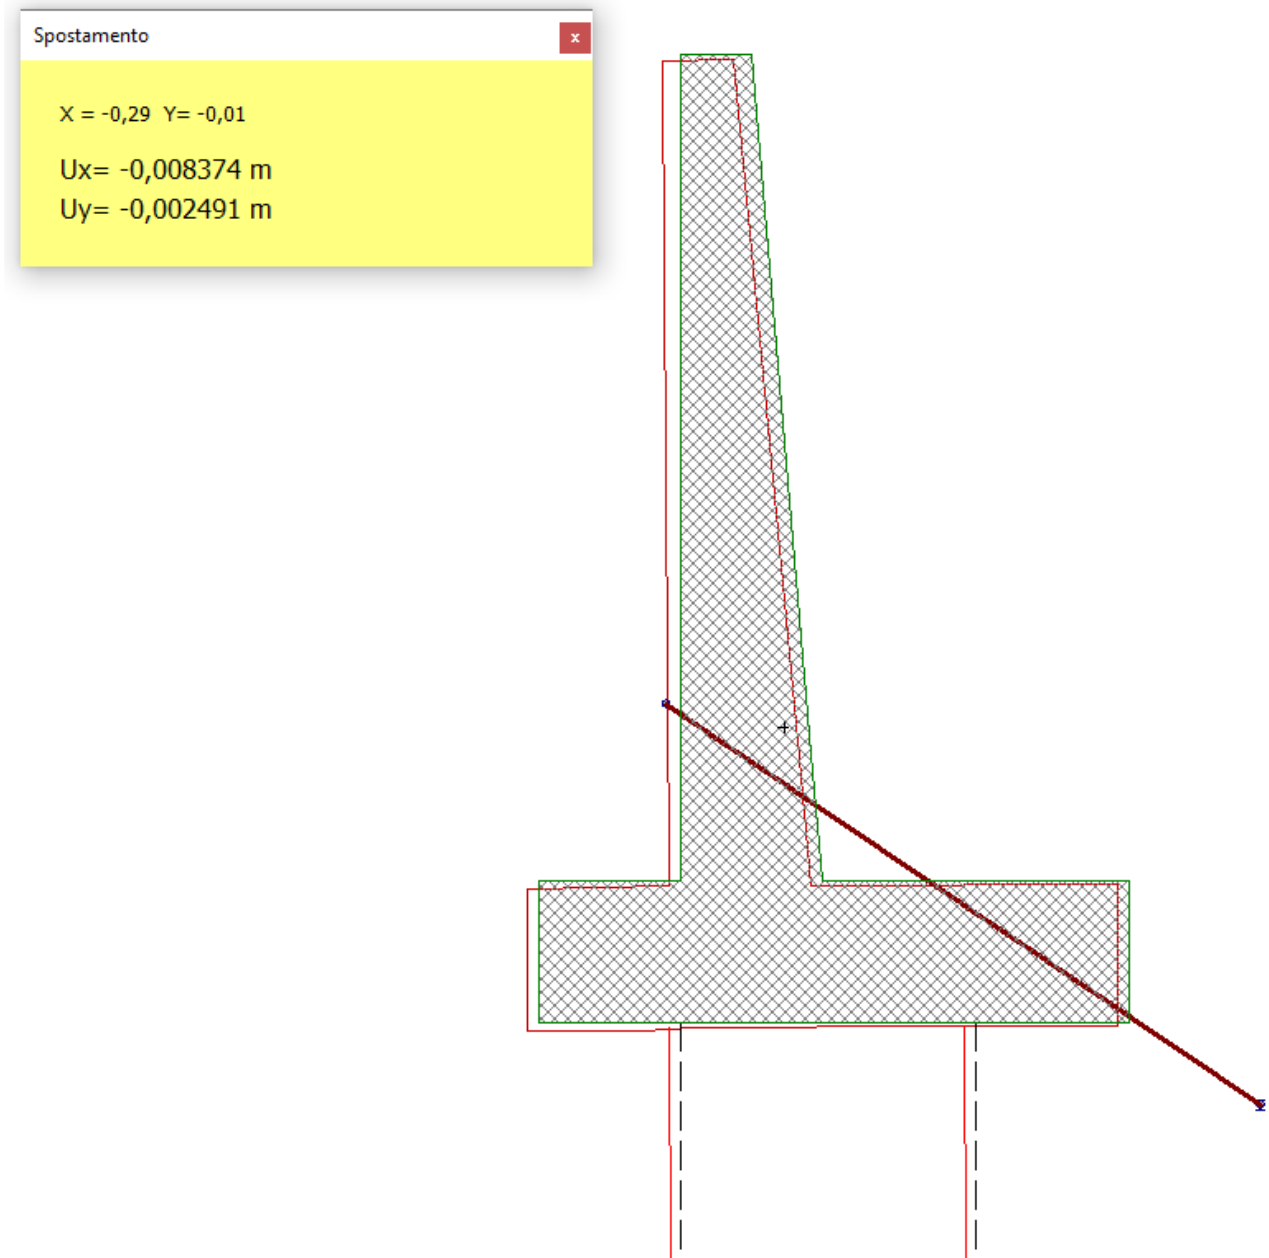 Spostamento
x
X = -0,29 Y= -0,01
Ux= -0,008374 m
Uy= -0,002491 m